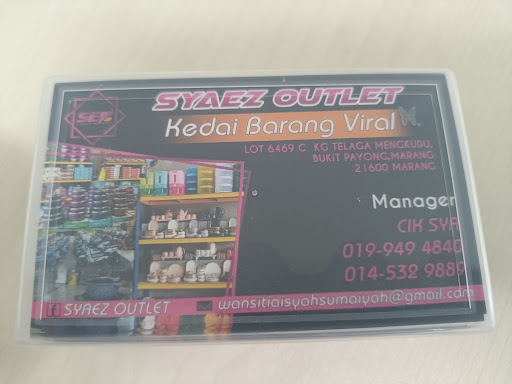 SYAEZ OUTLET
Kedai Barang Viral
LOT 6469 C KG TELAGA MENGKUDU,
BUKIT PAYONG,MARANG
21600 MARANG
Manager
CIK SYA
019-949 4840
014-532 9889
SYAEZ OUTLET
wansitiaisyahsumaiyah@gmail.com